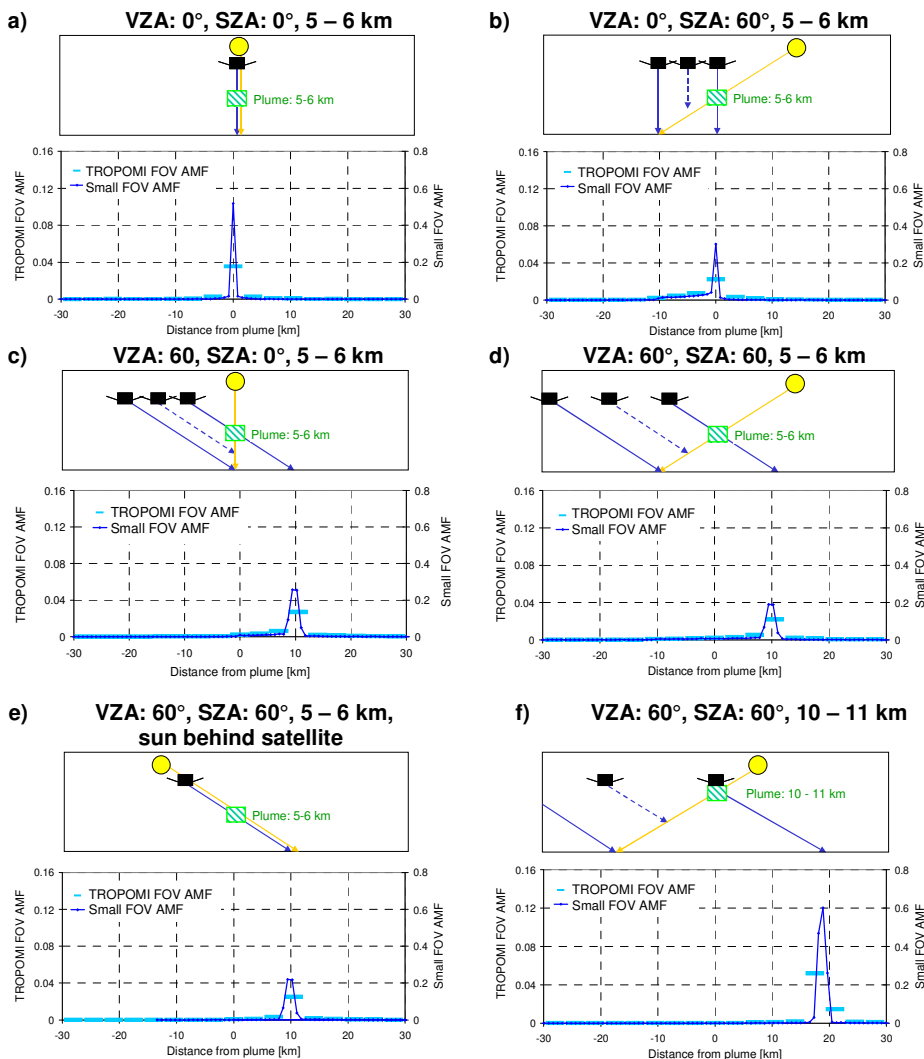 a) VZA: 0°, SZA: 0°, 5 – 6 km
Plume: 5-6 km
TROPOMI FOV AMF
Small FOV AMF
0.16
0.12
0.08
0.04
0
0.8
0.6
0.4
0.2
0
TROPOMI FOV AMF
Small FOV AMF
-30 -20 -10 0 10 20 30
Distance from plume [km]
b) VZA: 0°, SZA 60°, 5 – 6 km
Plume: 5-6 km
TROPOMI FOV AMF
Small FOV AMF
0.16
0.12
0.08
0.04
0
0.8
0.6
0.4
0.2
0
TROPOMI FOV AMF
Small FOV AMF
-30 -20 -10 0 10 20 30
Distance from plume [km]
c) VZA: 60, SZA: 0°, 5 – 6 km
Plume: 5-6 km
TROPOMI FOV AMF
Small FOV AMF
0.16
0.12
0.08
0.04
0
0.8
0.6
0.4
0.2
0
TROPOMI FOV AMF
Small FOV AMF
-30 -20 -10 0 10 20 30
Distance from plume [km]
d) VZA: 60°, SZA: 60, 5 – 6 km
Plume: 5-6 km
TROPOMI FOV AMF
Small FOV AMF
0.16
0.12
0.08
0.04
0
0.8
0.6
0.4
0.2
0
TROPOMI FOV AMF
Small FOV AMF
-30 -20 -10 0 10 20 30
Distance from plume [km]
e) VZA: 60°, SZA: 60°, 5 – 6 km,
sun behind satellite
Plume: 5-6 km
TROPOMI FOV AMF
Small FOV AMF
0.16
0.12
0.08
0.04
0
0.8
0.6
0.4
0.2
0
TROPOMI FOV AMF
Small FOV AMF
-30 -20 -10 0 10 20 30
Distance from plume [km]
f) VZA: 60°, SZA: 60°, 10 – 11 km
Plume: 10 - 11 km
TROPOMI FOV AMF
Small FOV AMF
0.16
0.12
0.08
0.04
0
0.8
0.6
0.4
0.2
0
TROPOMI FOV AMF
Small FOV AMF
-30 -20 -10 0 10 20 30
Distance from plume [km]